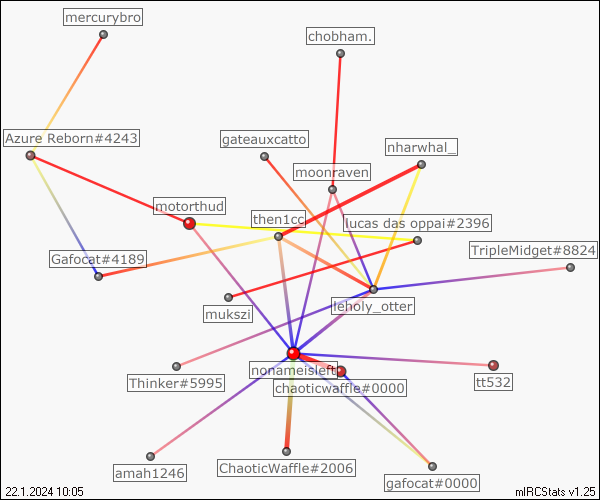 mercurybro
chobham.
Azure Reborn#4243
gateauxcatto
nharwhal_
moonraven
motorthud
then1cc
lucas das oppai#2396
Gafocat#4189
TripleMidget#8824
mukszi
leholy_otter
nonameisleft
Thinker#5995
chaoticwaffle#0000
tt532
amah1246
ChaoticWaffle#2006
gafocat#0000
22.1.2024 10:05
mIRCStats v1.25